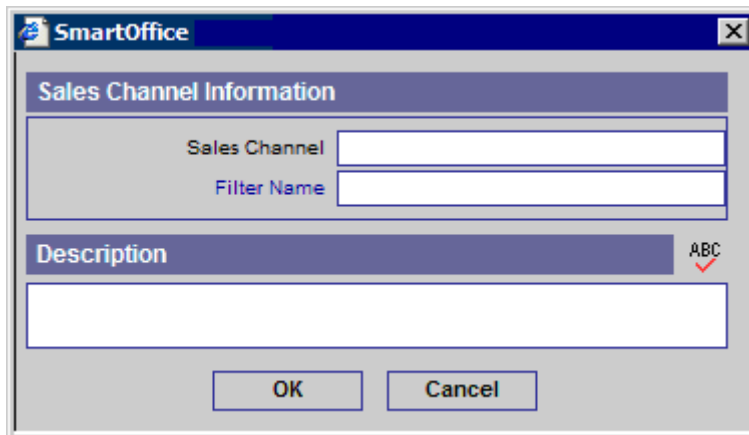 SmartOffice
Sales Channel Information
Sales Channel
Filter Name
Description ABC
OK Cancel